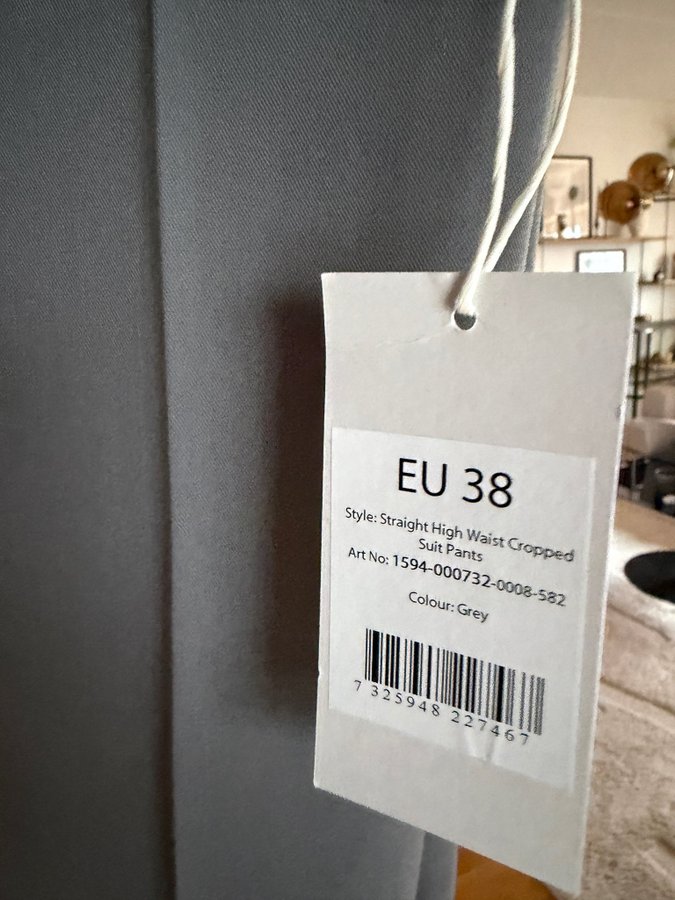 EU 38
Style: Straight High Waist Cropped
Suit Pants
Art No: 1594-000732-0008-582
Colour: Grey
7 325948 227467